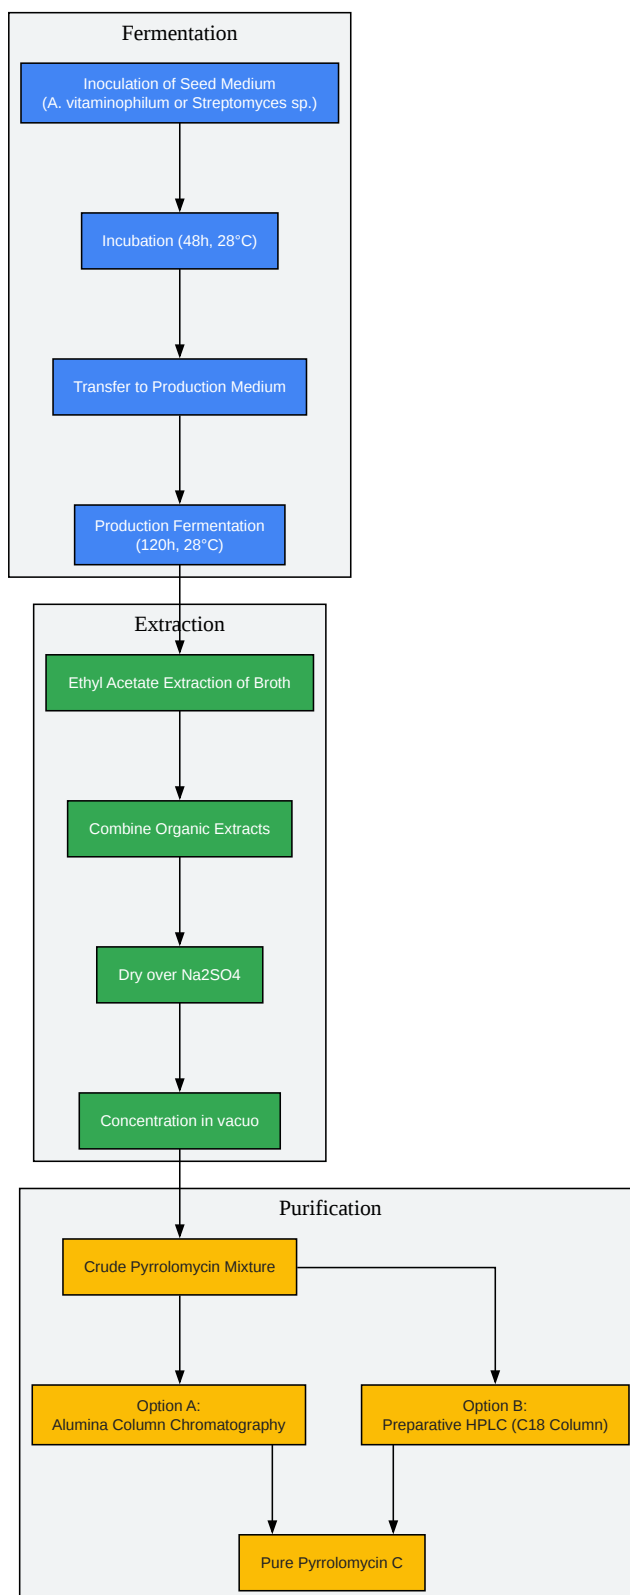 Fermentation
Inoculation of Seed Medium
(A. vitaminophilum or Streptomyces sp.)
Incubation (48h, 28°C)
Transfer to Production Medium
Production Fermentation
(120h, 28°C)
Extraction
Ethyl Acetate Extraction of Broth
Combine Organic Extracts
Dry over Na2SO4
Concentration in vacuo
Purification
Crude Pyrrolomycin Mixture
Option A:
Alumina Column Chromatography
Option B:
Preparative HPLC (C18 Column)
Pure Pyrrolomycin C